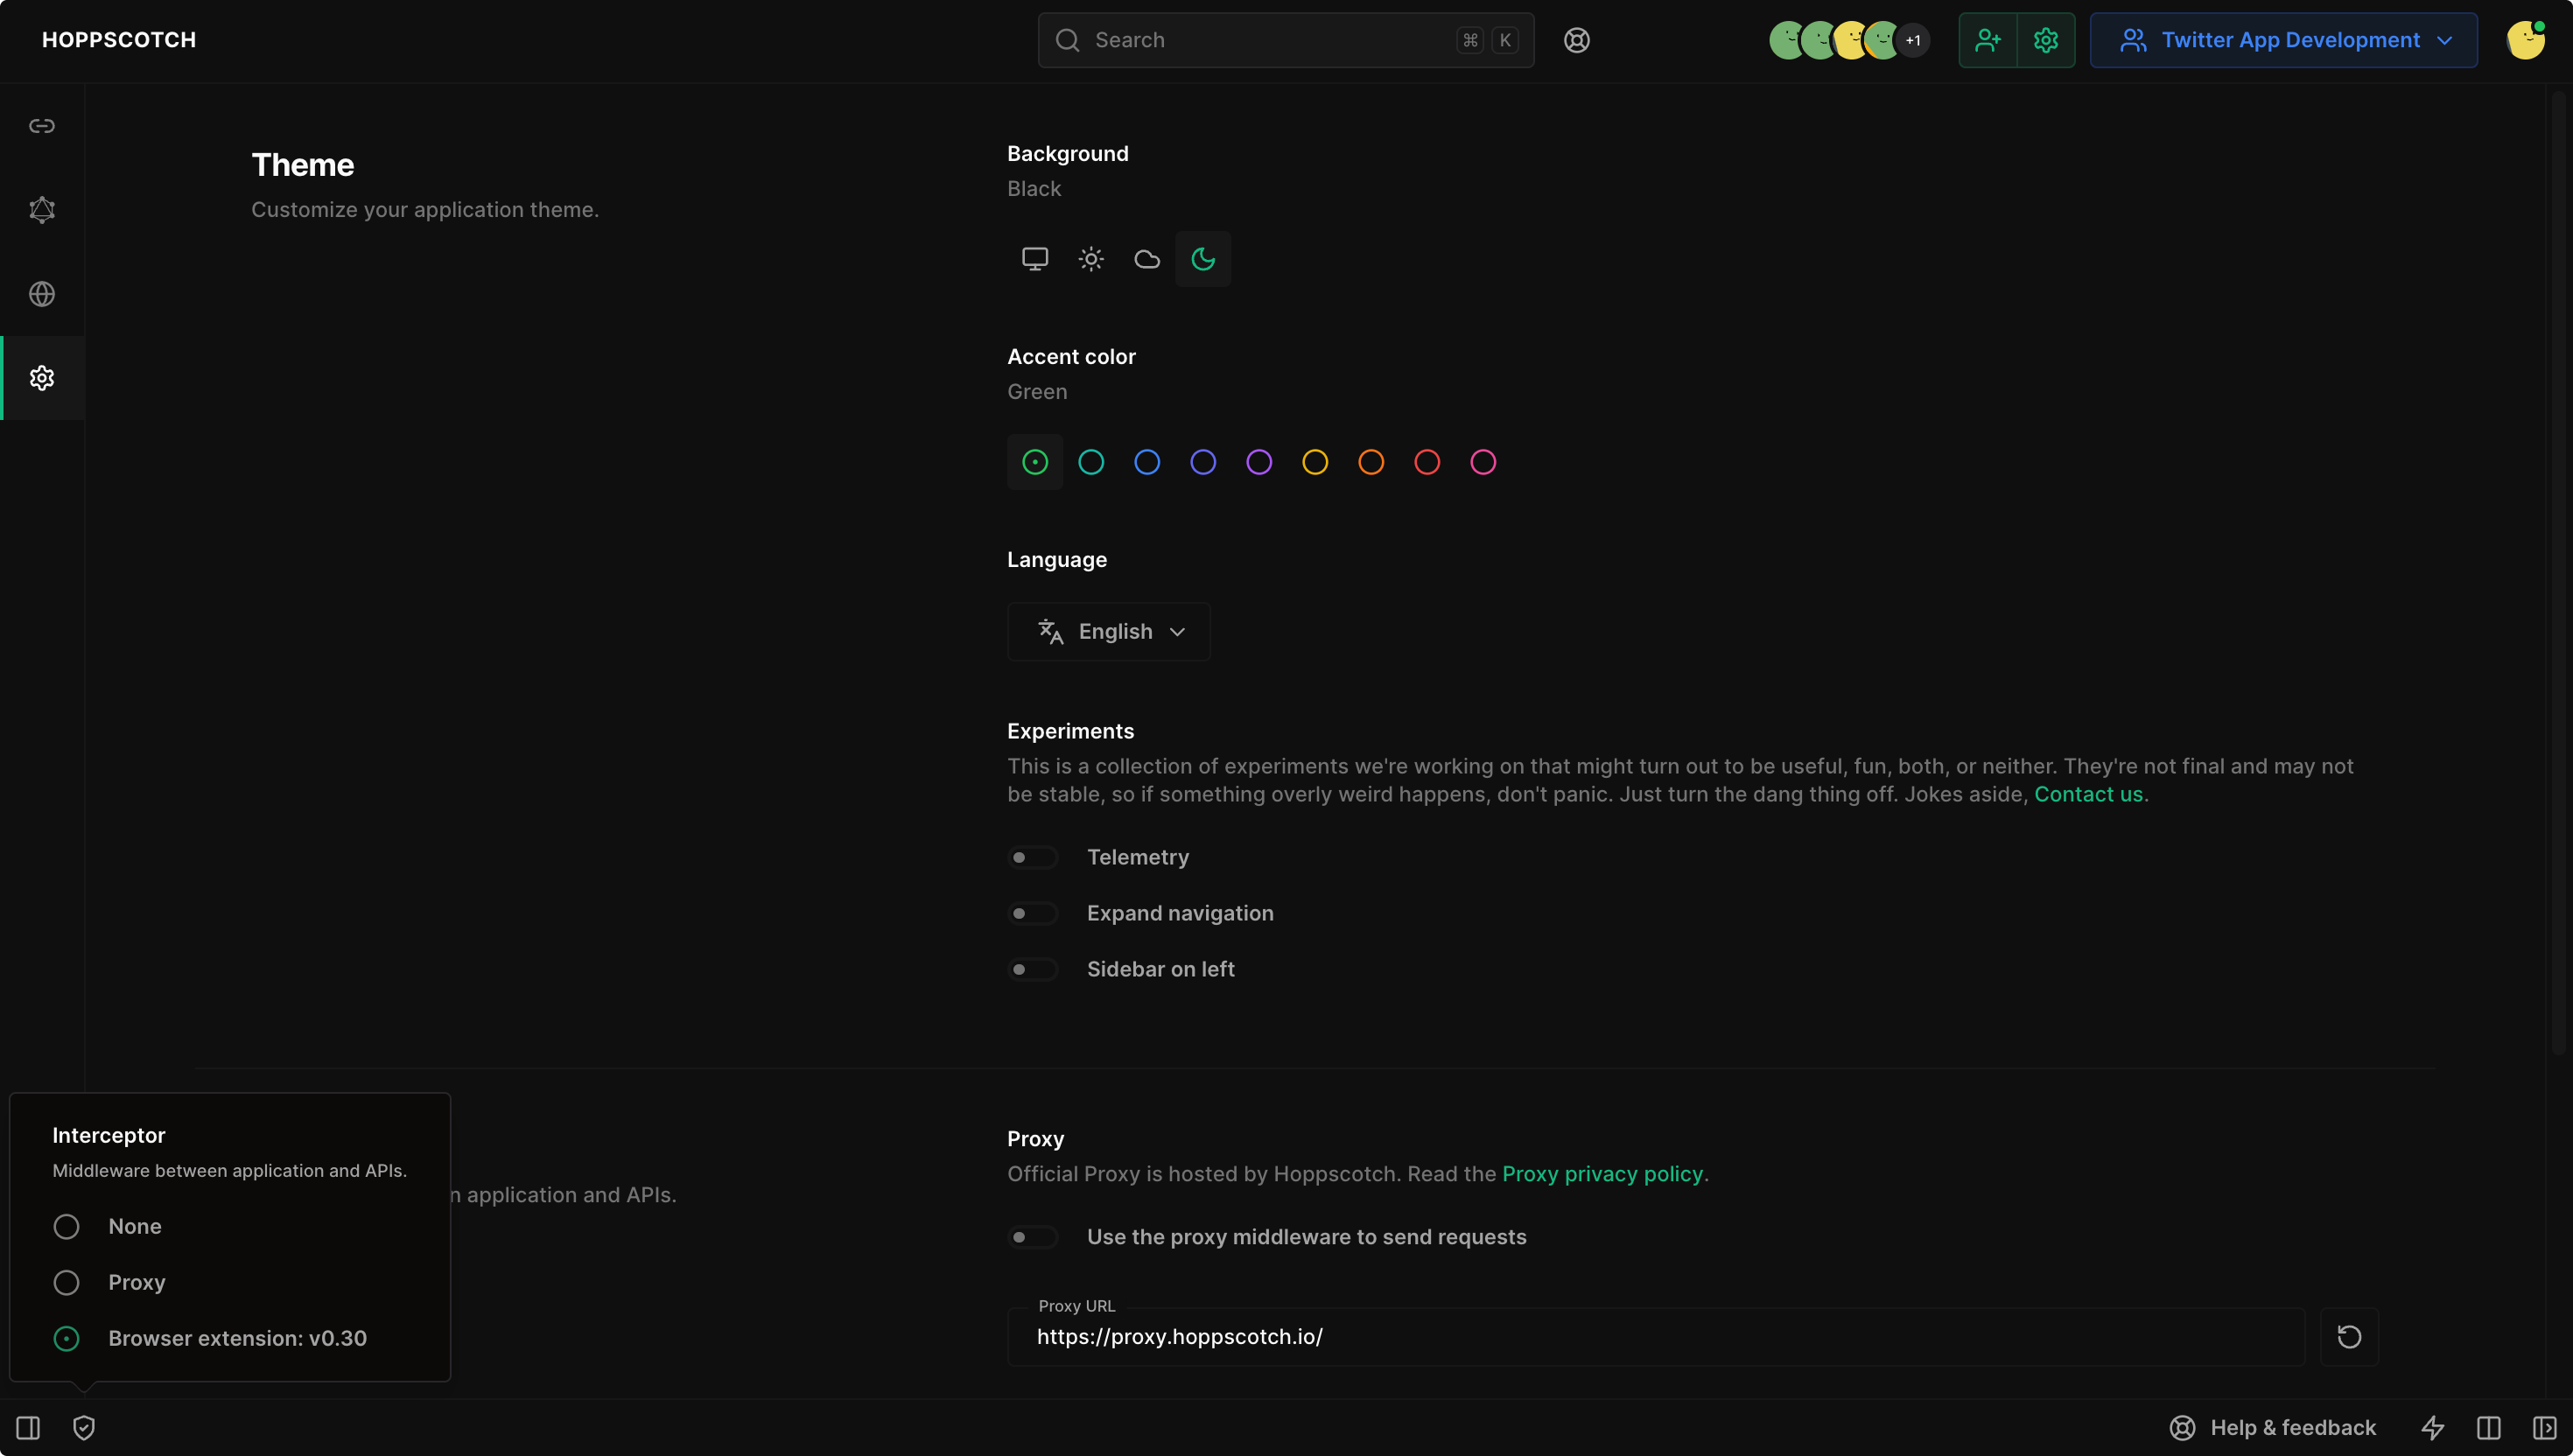 HOPPSCOTCH
Search
⌘ K
+1
Twitter App Development
Theme
Customize your application theme.
Background
Black
Accent color
Green
Language
English
Experiments
This is a collection of experiments we're working on that might turn out to be useful, fun, both, or neither. They're not final and may not
be stable, so if something overly weird happens, don't panic. Just turn the dang thing off. Jokes aside, Contact us.
Telemetry
Expand navigation
Sidebar on left
Interceptor
Middleware between application and APIs.
None
Proxy
Browser extension: v0.30
n application and APIs.
Proxy
Official Proxy is hosted by Hoppscotch. Read the Proxy privacy policy.
Use the proxy middleware to send requests
Proxy URL
https://proxy.hoppscotch.io/
Help & feedback